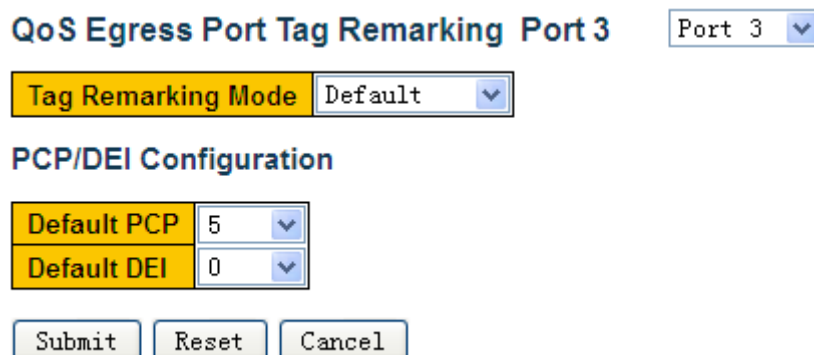 QoS Egress Port Tag Remarking Port 3 Port 3
Tag Remarking Mode Default
PCP/DEI Configuration
Default PCP 5
Default DEI 0
Submit Reset Cancel